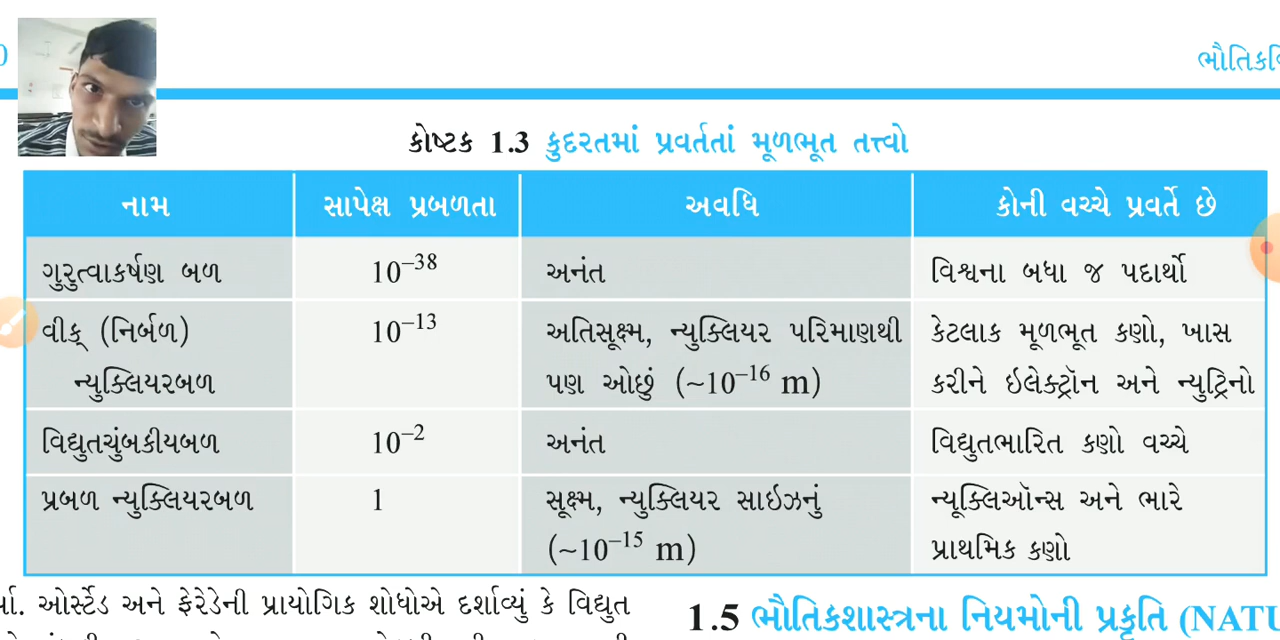 કોષ્ટક 1.3 કુદરતમાં પ્રવર્તતાં મૂળભૂત તત્ત્વો
નામ સાપેક્ષ પ્રબળતા અવધિ કોની વચ્ચે પ્રવર્તે છે
ગુરુત્વાકર્ષણ બળ 10⁻³⁸ અનંત વિશ્વના બધા જ પદાર્થો
વીક્ (નિર્બળ) 10⁻¹³ અતિસૂક્ષ્મ, ન્યુક્લિયર પરિમાણથી કેટલાક મૂળભૂત કણો, ખાસ
ન્યુક્લિયરબળ પણ ઓછું (~10⁻¹⁶ m) કરીને ઇલેક્ટ્રૉન અને ન્યુટ્રિનો
વિદ્યુતચુંબકીયબળ 10⁻² અનંત વિદ્યુતભારિત કણો વચ્ચે
પ્રબળ ન્યુક્લિયરબળ 1 સૂક્ષ્મ, ન્યુક્લિયર સાઇઝનું ન્યૂક્લિઑન્સ અને ભારે
(~10⁻¹⁵ m) પ્રાથમિક કણો
ઓર્સ્ટેડ અને ફેરેડેની પ્રાયોગિક શોધોએ દર્શાવ્યું કે વિદ્યુત
1.5 ભૌતિકશાસ્ત્રના નિયમોની પ્રકૃતિ